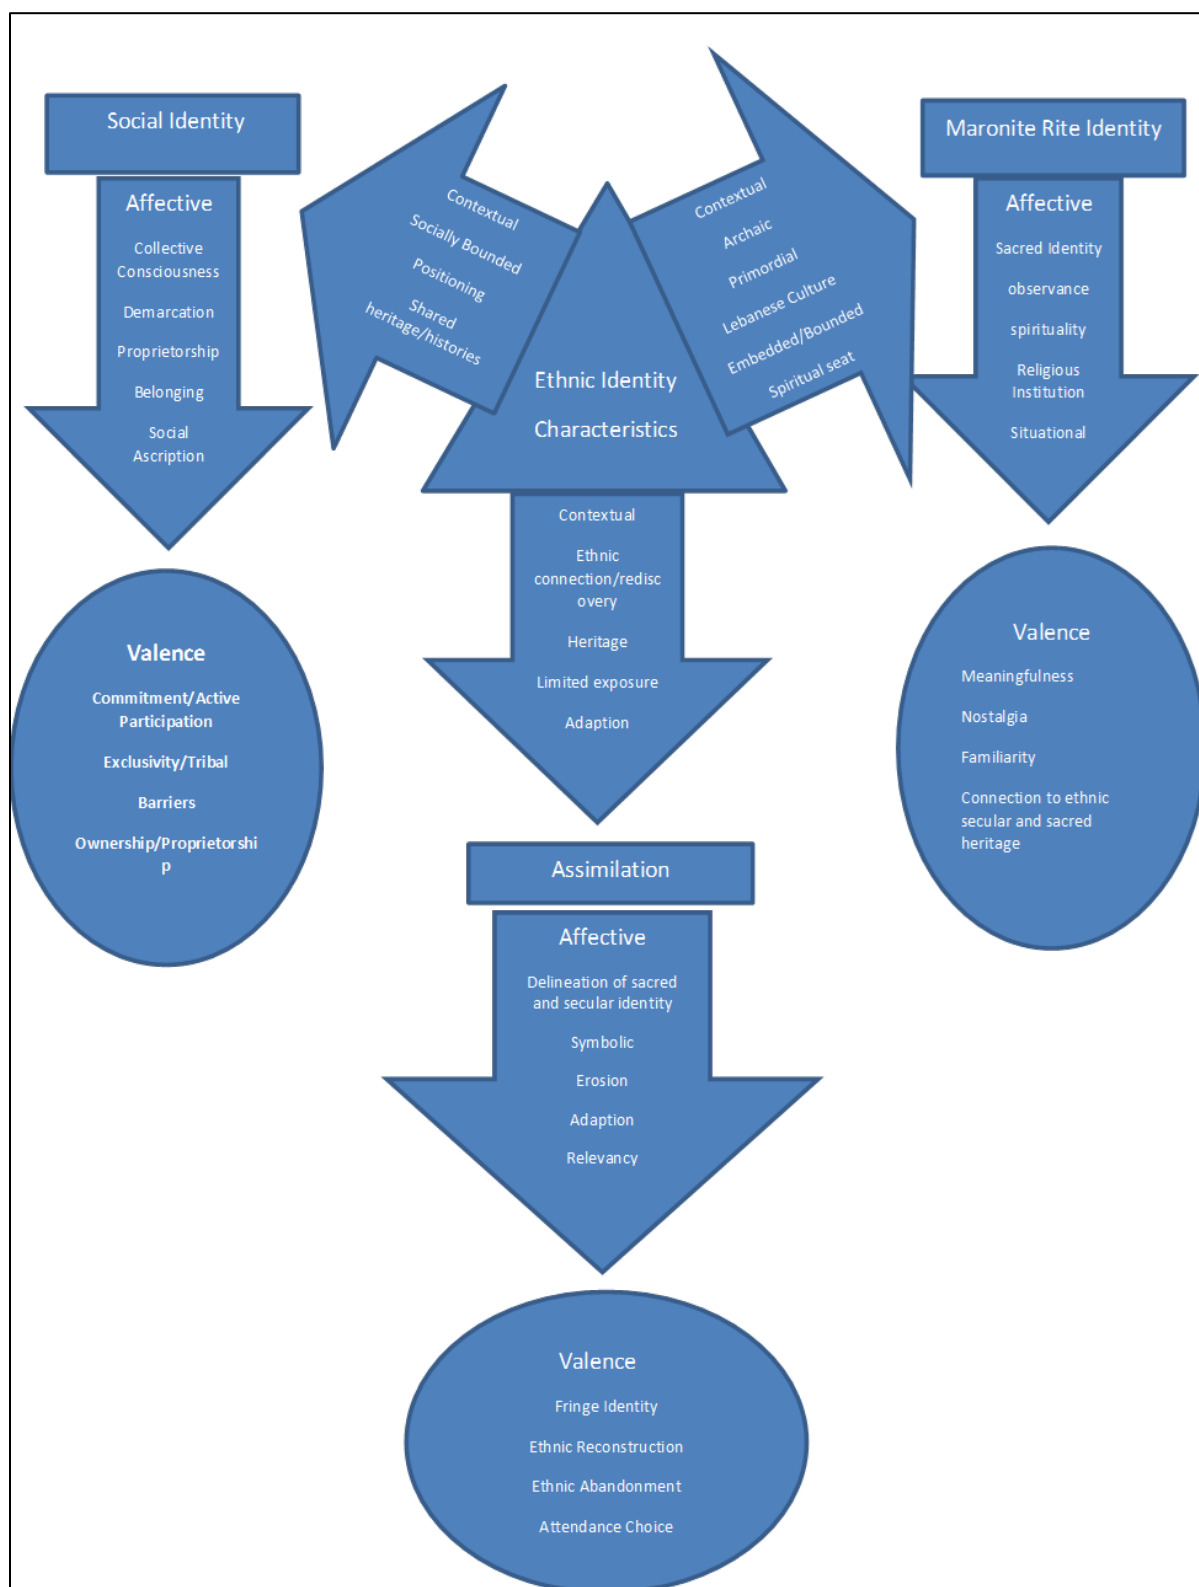 Social Identity
Affective
Collective
Consciousness
Demarcation
Proprietorship
Belonging
Social
Ascription
Valence
Commitment/Active
Participation
Exclusivity/Tribal
Barriers
Ownership/Proprietorshi
p
Contextual
Socially Bounded
Positioning
Shared
heritage/histories
Ethnic Identity
Characteristics
Contextual
Archaic
Primordial
Lebanese Culture
Embedded/Bounded
Spiritual seat
Contextual
Ethnic
connection/redisc
overy
Heritage
Limited exposure
Adaption
Assimilation
Affective
Delineation of sacred
and secular identity
Symbolic
Erosion
Adaption
Relevancy
Valence
Fringe Identity
Ethnic Reconstruction
Ethnic Abandonment
Attendance Choice
Maronite Rite Identity
Affective
Sacred Identity
observance
spirituality
Religious
Institution
Situational
Valence
Meaningfulness
Nostalgia
Familiarity
Connection to ethnic
secular and sacred
heritage